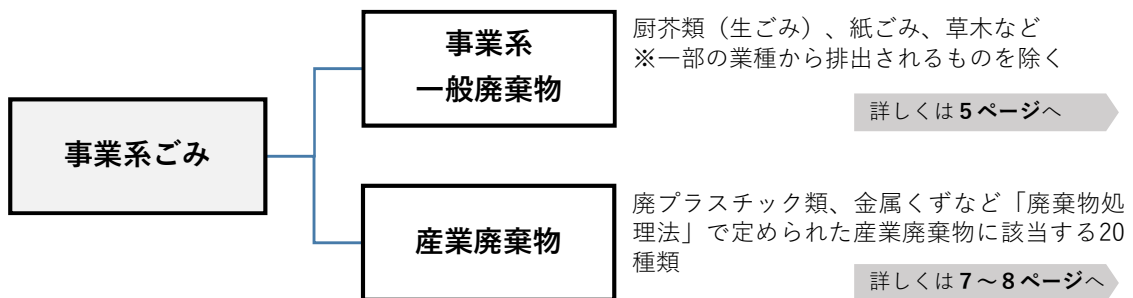 事業系ごみ
事業系
一般廃棄物
厨芥類（生ごみ）、紙ごみ、草木など
※一部の業種から排出されるものを除く
詳しくは5ページへ
産業廃棄物
廃プラスチック類、金属くずなど「廃棄物処
理法」で定められた産業廃棄物に該当する20
種類
詳しくは7～8ページへ